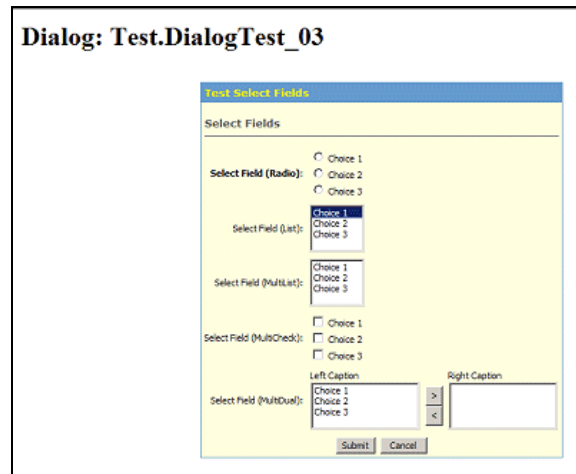 Dialog: Test.DialogTest_03
Test Select Fields
Select Fields
Select Field (Radio):
Choice 1
Choice 2
Choice 3
Select Field (List):
Choice 1
Choice 2
Choice 3
Select Field (MultiList):
Choice 1
Choice 2
Choice 3
Select Field (MultiCheck):
Choice 1
Choice 2
Choice 3
Left Caption
Right Caption
Select Field (MultiDual):
Choice 1
Choice 2
Choice 3
>
<
Submit
Cancel